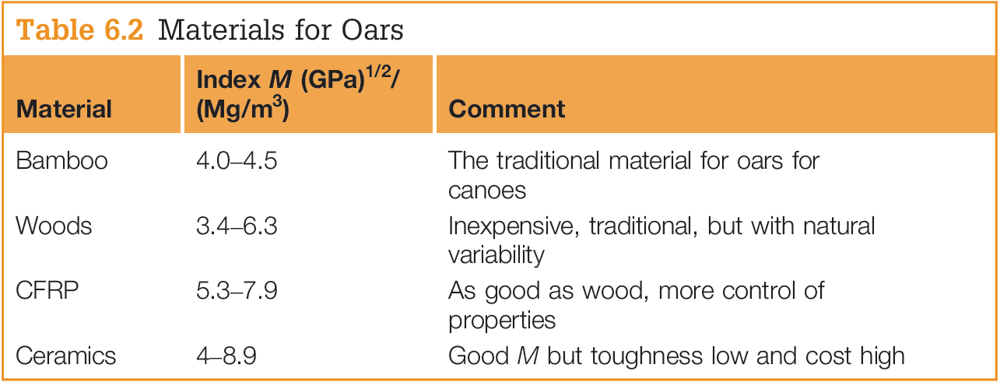 Table 6.2 Materials for Oars
Material
Index M (GPa)^1/2/
(Mg/m^3)
Comment
Bamboo 4.0–4.5 The traditional material for oars for
canoes
Woods 3.4–6.3 Inexpensive, traditional, but with natural
variability
CFRP 5.3–7.9 As good as wood, more control of
properties
Ceramics 4–8.9 Good M but toughness low and cost high